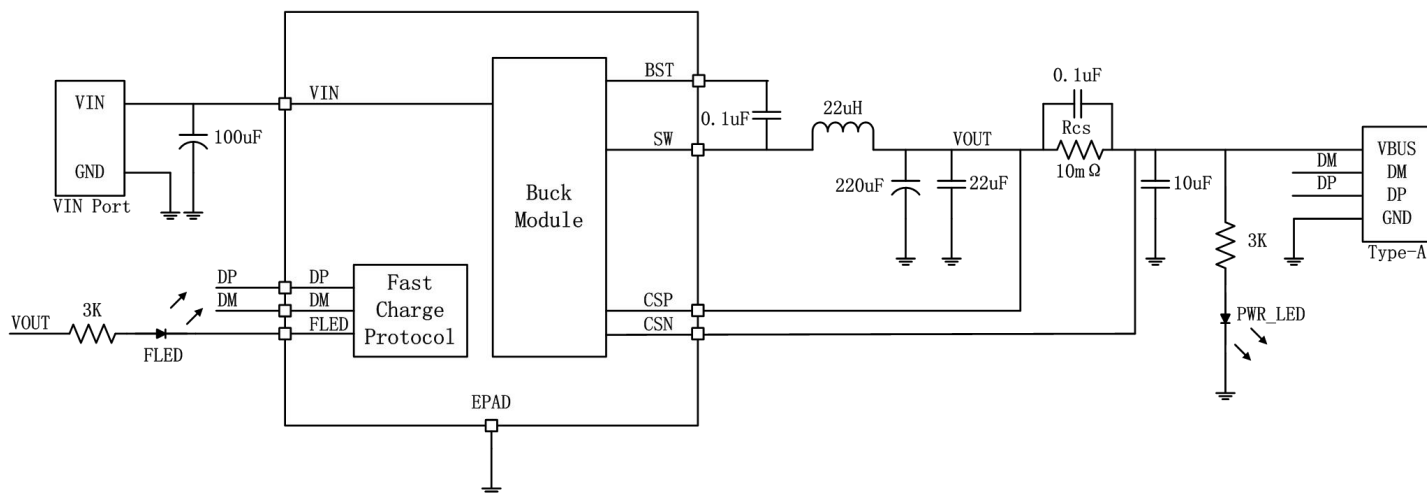 VIN
GND
VIN Port
100uF
VIN
BST
SW
Buck
Module
0.1uF
22uH
VOUT
220uF
22uF
0.1uF
Rcs
10mΩ
10uF
3K
PWR_LED
VBUS
DM
DM
DP
DP
GND
Type-A
DP
DP
DM
DM
FLED
Fast
Charge
Protocol
CSP
CSN
VOUT
3K
FLED
EPAD